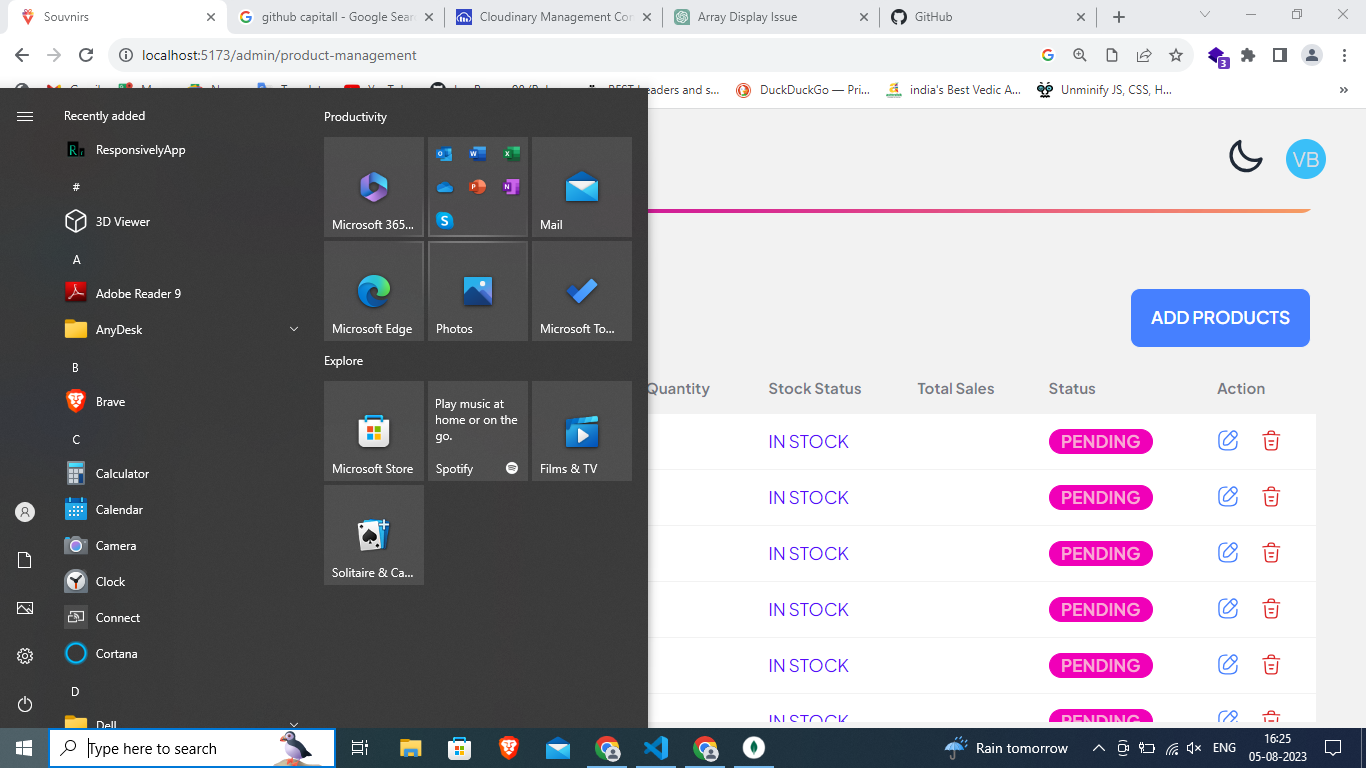 Souvnirs
github capitall - Google Sear
Cloudinary Management Con
Array Display Issue
GitHub
localhost:5173/admin/product-management
3
eaders and s...
DuckDuckGo — Pri...
india's Best Vedic A...
Unminify JS, CSS, H...
»
Recently added
ResponsivelyApp
#
3D Viewer
A
Adobe Reader 9
AnyDesk
B
Brave
C
Calculator
Calendar
Camera
Clock
Connect
Cortana
D
Dell
Productivity
Microsoft 365...
Mail
Microsoft Edge
Photos
Microsoft To...
Explore
Microsoft Store
Play music at
home or on the
go.
Spotify
Films & TV
Solitaire & Ca...
VB
ADD PRODUCTS
Quantity Stock Status Total Sales Status Action
IN STOCK PENDING
IN STOCK PENDING
IN STOCK PENDING
IN STOCK PENDING
IN STOCK PENDING
IN STOCK PENDING
Type here to search
Rain tomorrow
ENG
16:25
05-08-2023